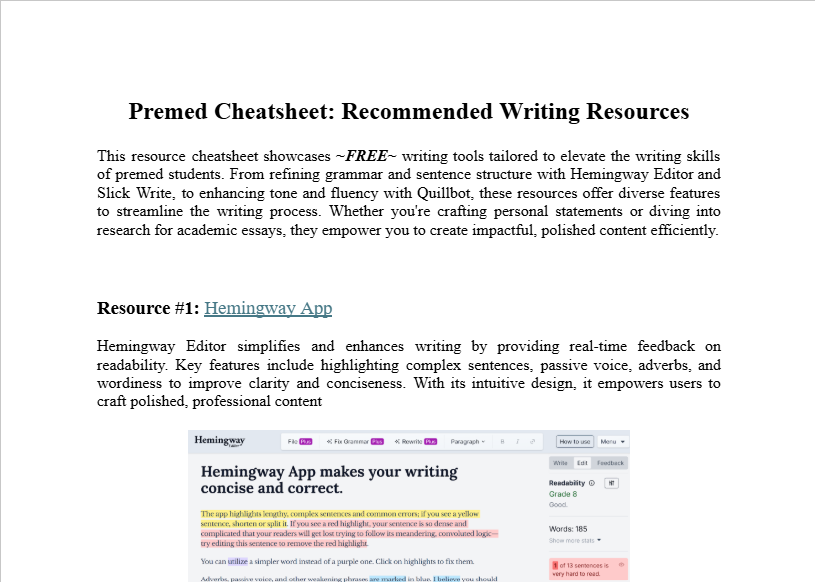 Premed Cheatsheet: Recommended Writing Resources
This resource cheatsheet showcases ~FREE~ writing tools tailored to elevate the writing skills
of premed students. From refining grammar and sentence structure with Hemingway Editor and
Slick Write, to enhancing tone and fluency with Quillbot, these resources offer diverse features
to streamline the writing process. Whether you're crafting personal statements or diving into
research for academic essays, they empower you to create impactful, polished content efficiently.
Resource #1: Hemingway App
Hemingway Editor simplifies and enhances writing by providing real-time feedback on
readability. Key features include highlighting complex sentences, passive voice, adverbs, and
wordiness to improve clarity and conciseness. With its intuitive design, it empowers users to
craft polished, professional content
Hemingway
Editor
File Plus Fix Grammar Plus Rewrite Plus Paragraph B I How to use Menu
Write Edit Feedback
Hemingway App makes your writing
concise and correct.
Readability
Grade 8
Good.
The app highlights lengthy, complex sentences and common errors; if you see a yellow
sentence, shorten or split it. If you see a red highlight, your sentence is so dense and
complicated that your readers will get lost trying to follow its meandering, convoluted logic—
try editing this sentence to remove the red highlight.
Words: 185
Show more stats
You can utilize a simpler word instead of a purple one. Click on highlights to fix them.
1 of 13 sentences is
very hard to read.
Adverbs, passive voice, and other weakening phrases are marked in blue. I believe you should